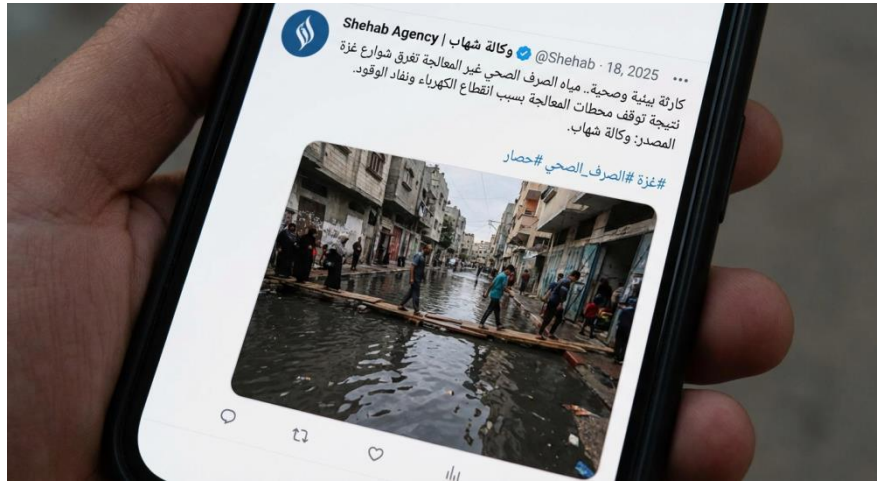 Shehab Agency | وكالة شهاب @Shehab · 18, 2025 ...
كارثة بيئية وصحية.. مياه الصرف الصحي غير المعالجة تغرق شوارع غزة
نتيجة توقف محطات المعالجة بسبب انقطاع الكهرباء ونفاد الوقود.
المصدر: وكالة شهاب.
#غزة #الصرف_الصحي #حصار